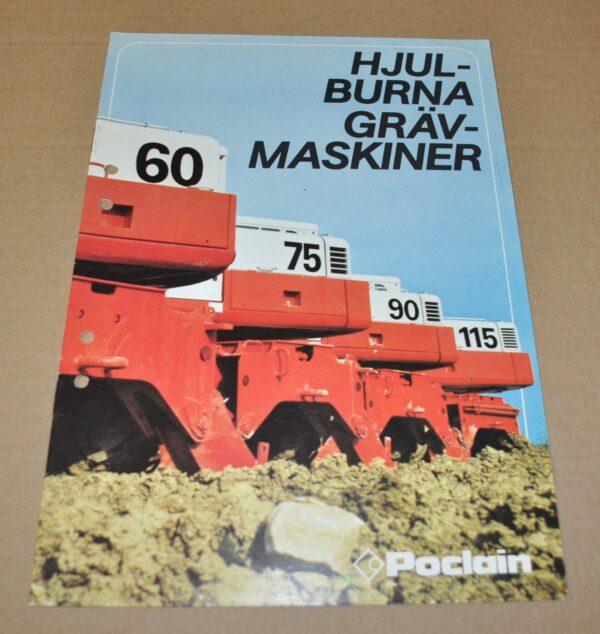 HJUL-
BURNA
GRÄV-
MASKINER
60
75
90
115
Poclain